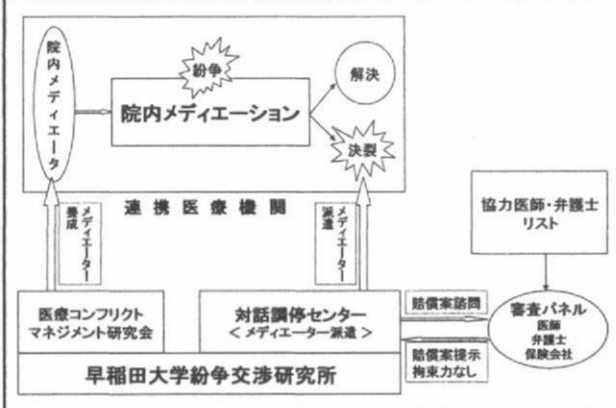 院内メディエータ
紛争
院内メディエーション
解決
決裂
連携医療機関
メディエーター
養成
メディエーター
派遣
協力医師・弁護士
リスト
医療コンフリクト
マネジメント研究会
対話調停センター
＜メディエーター派遣＞
賠償案諮問
賠償案提示
拘束力なし
審査パネル
医師
弁護士
保険会社
早稲田大学紛争交渉研究所